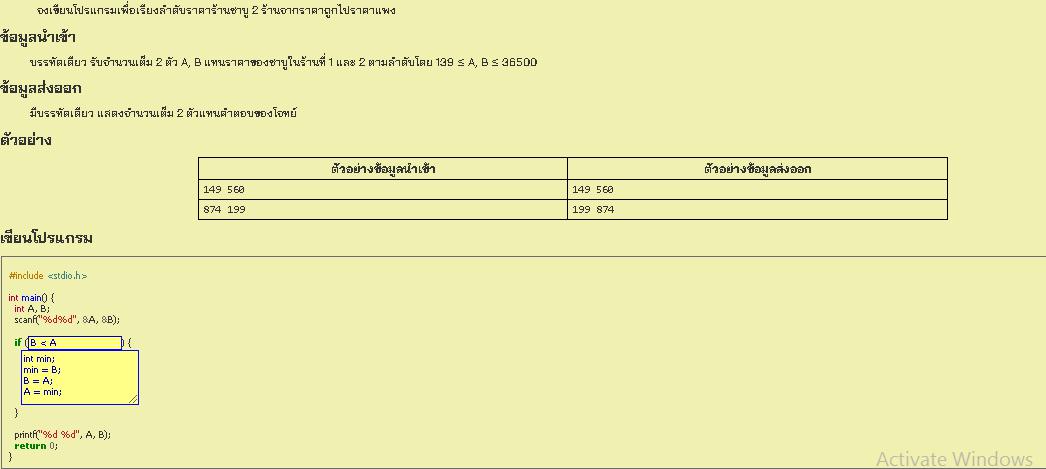 จงเขียนโปรแกรมเพื่อเรียงลำดับราคาร้านชาบู 2 ร้านจากราคาถูกไปราคาแพง
ข้อมูลนำเข้า
บรรทัดเดียว รับจำนวนเต็ม 2 ตัว A, B แทนราคาของชาบูในร้านที่ 1 และ 2 ตามลำดับโดย 139 ≤ A, B ≤ 36500
ข้อมูลส่งออก
มีบรรทัดเดียว แสดงจำนวนเต็ม 2 ตัวแทนคำตอบของโจทย์
ตัวอย่าง
ตัวอย่างข้อมูลนำเข้า ตัวอย่างข้อมูลส่งออก
149 560 149 560
874 199 199 874
เขียนโปรแกรม
#include <stdio.h>
int main() {
int A, B;
scanf("%d%d", &A, &B);
if (B < A) {
int min;
min = B;
B = A;
A = min;
}
printf("%d %d", A, B);
return 0;
}
Activate Windows